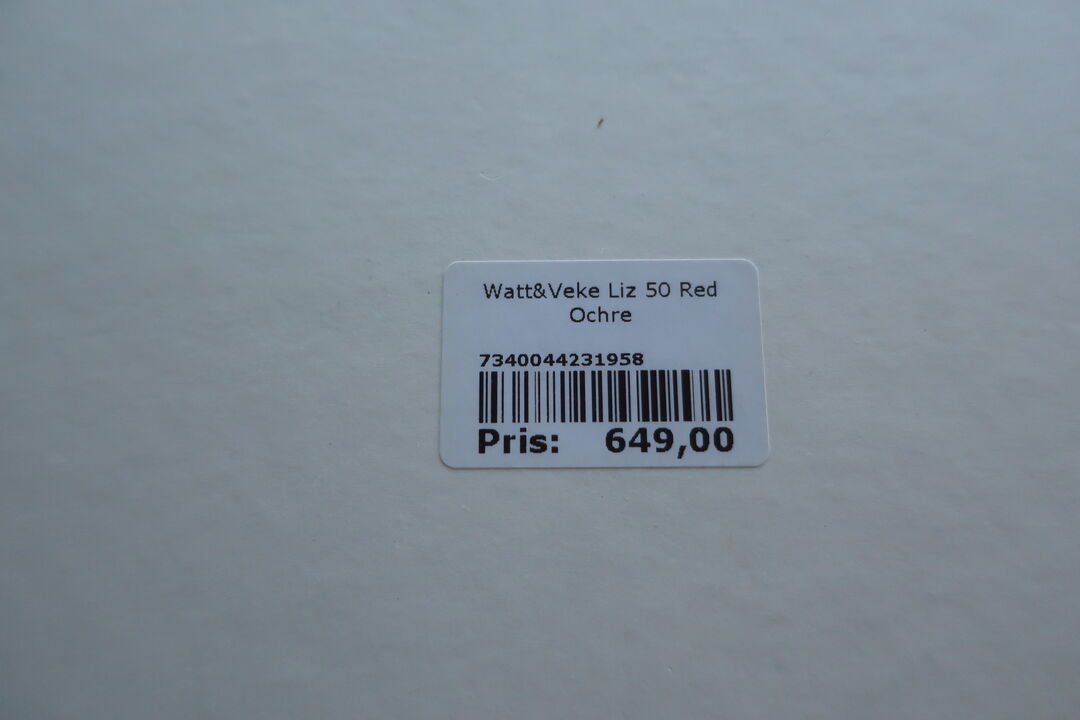 Watt&Veke Liz 50 Red
Ochre
7340044231958
Pris: 649,00